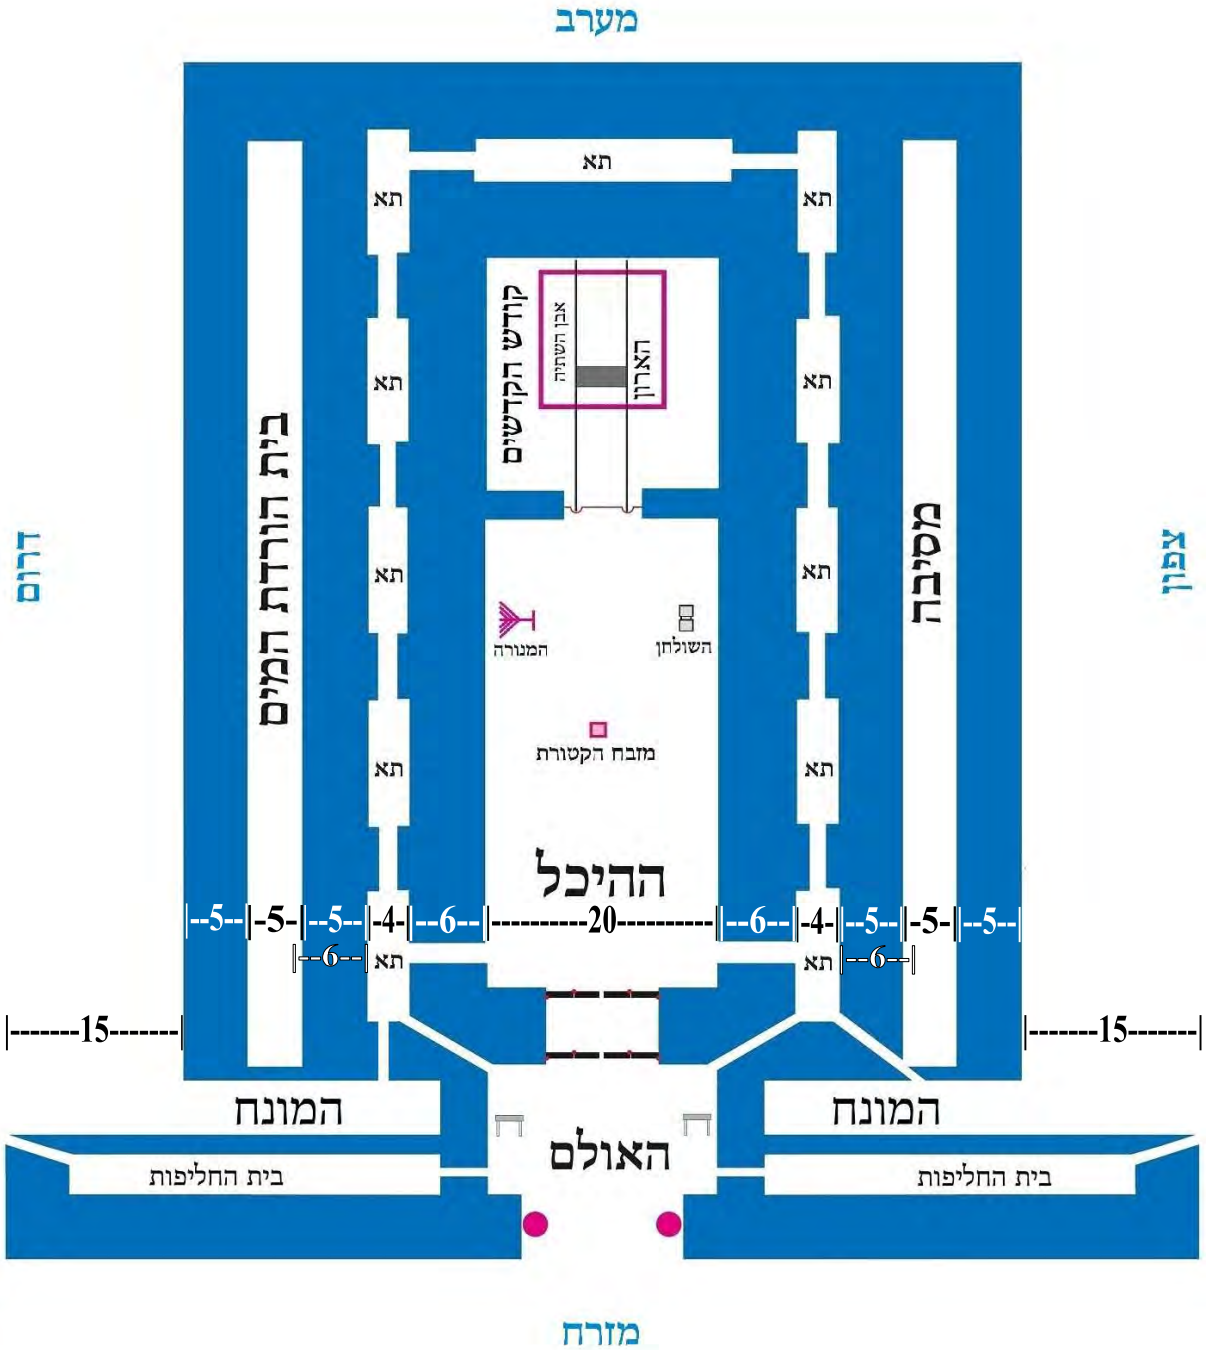 מערב
תא
תא
תא
קודש הקדשים
אבן השתיה
הארון
תא
תא
בית הורדת המים
מסיבה
דרום
צפון
תא
תא
המנורה
השולחן
מזבח הקטורת
תא
תא
ההיכל
|--5--|-5-|--5--|-4-|--6--|---------20---------|--6--|-4-|--5--|-5-|--5--|
|--6--| תא תא |--6--|
|-------15-------| |-------15-------|
המונח
המונח
האולם
בית החליפות
בית החליפות
מזרח